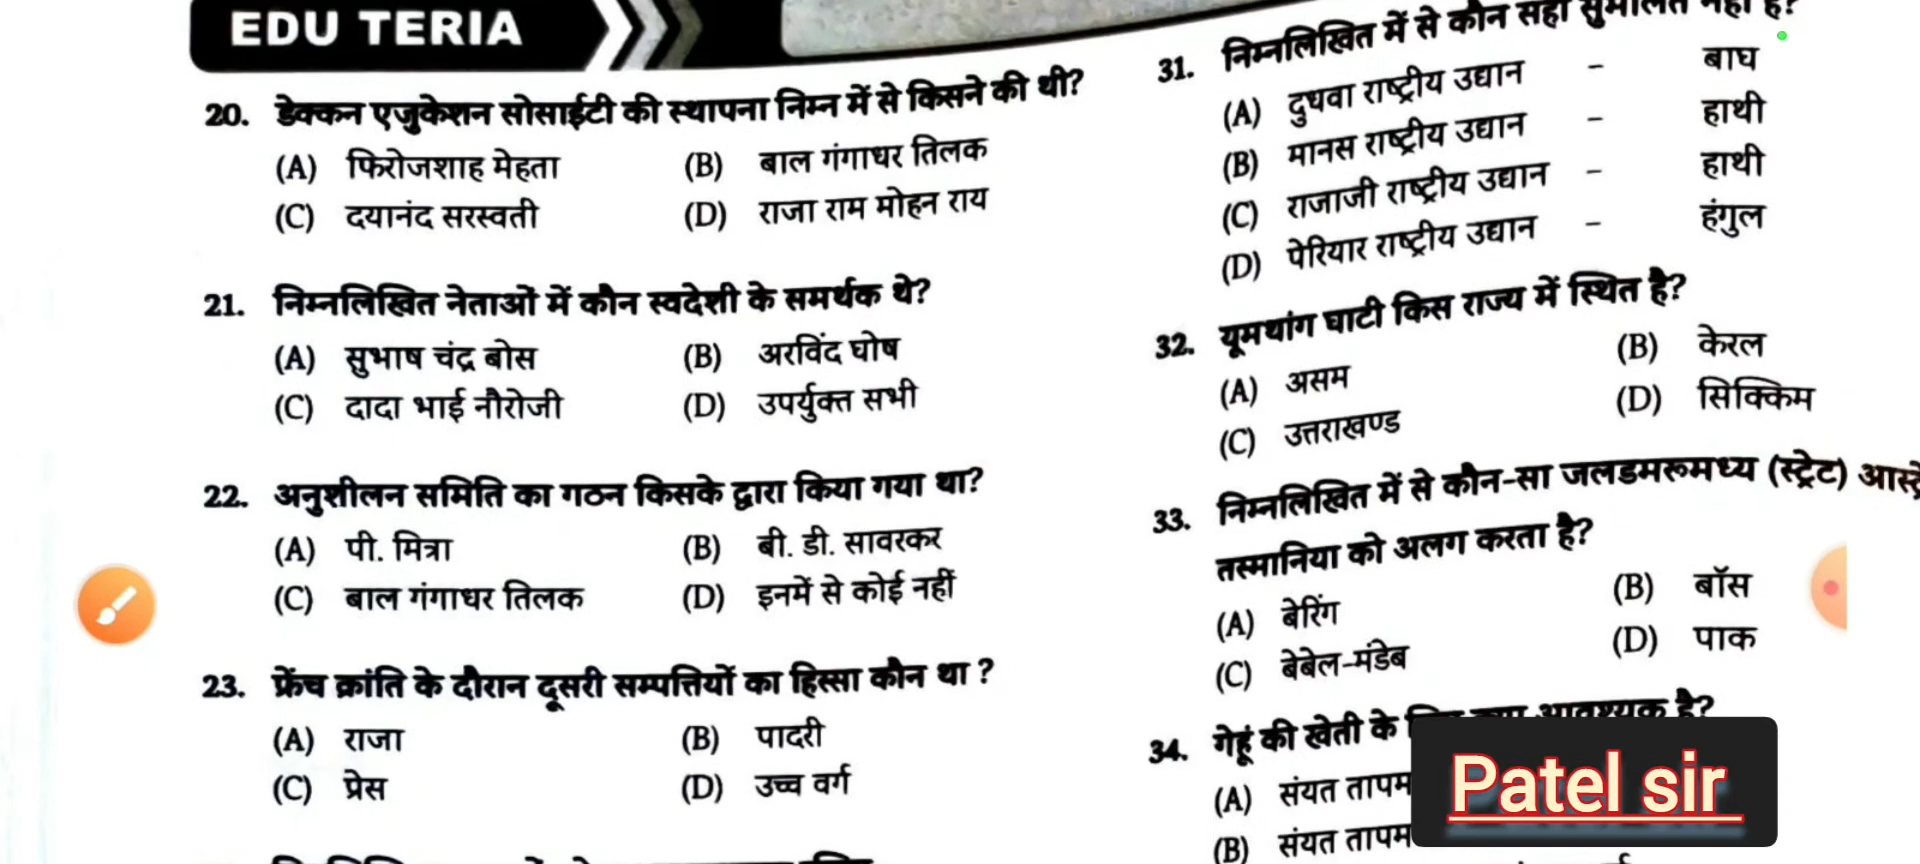 EDU TERIA
20. डेक्कन एजुकेशन सोसाईटी की स्थापना निम्न में से किसने की थी?
(A) फिरोजशाह मेहता (B) बाल गंगाधर तिलक
(C) दयानंद सरस्वती (D) राजा राम मोहन राय
21. निम्नलिखित नेताओं में कौन स्वदेशी के समर्थक थे?
(A) सुभाष चंद्र बोस (B) अरविंद घोष
(C) दादा भाई नौरोजी (D) उपर्युक्त सभी
22. अनुशीलन समिति का गठन किसके द्वारा किया गया था?
(A) पी. मित्रा (B) बी. डी. सावरकर
(C) बाल गंगाधर तिलक (D) इनमें से कोई नहीं
23. फ्रेंच क्रांति के दौरान दूसरी सम्पत्तियों का हिस्सा कौन था ?
(A) राजा (B) पादरी
(C) प्रेस (D) उच्च वर्ग
31. निम्नलिखित में से कौन सही सुमेलित नहीं है?
(A) दुधवा राष्ट्रीय उद्यान – बाघ
(B) मानस राष्ट्रीय उद्यान – हाथी
(C) राजाजी राष्ट्रीय उद्यान – हाथी
(D) पेरियार राष्ट्रीय उद्यान – हंगुल
32. यूमथांग घाटी किस राज्य में स्थित है?
(A) असम (B) केरल
(C) उत्तराखण्ड (D) सिक्किम
33. निम्नलिखित में से कौन-सा जलडमरूमध्य (स्ट्रेट)
तस्मानिया को अलग करता है?
(A) बेरिंग (B) बॉस
(C) बेबेल-मंडेब (D) पाक
34. गेहूं की खेती के आवश्यक है?
(A) संयत
(B) संयत
Patel sir